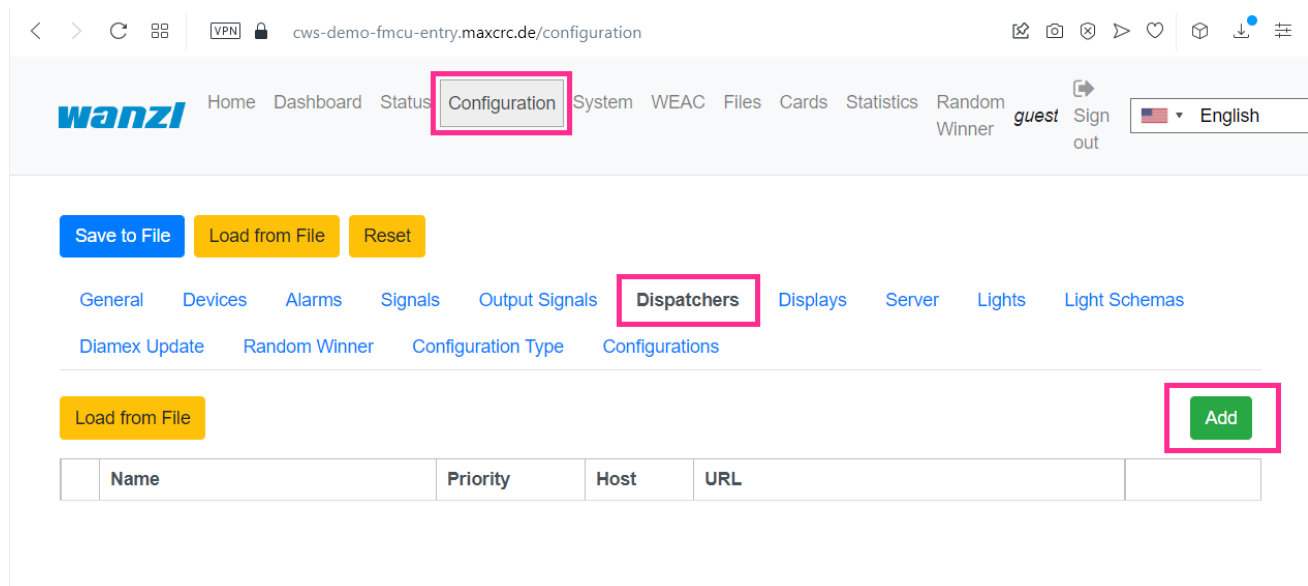 VPN cws-demo-fmcu-entry.maxcrc.de/configuration
wanzl Home Dashboard Status Configuration System WEAC Files Cards Statistics Random Winner guest Sign out English
Save to File Load from File Reset
General Devices Alarms Signals Output Signals Dispatchers Displays Server Lights Light Schemas
Diamex Update Random Winner Configuration Type Configurations
Load from File Add
Name Priority Host URL